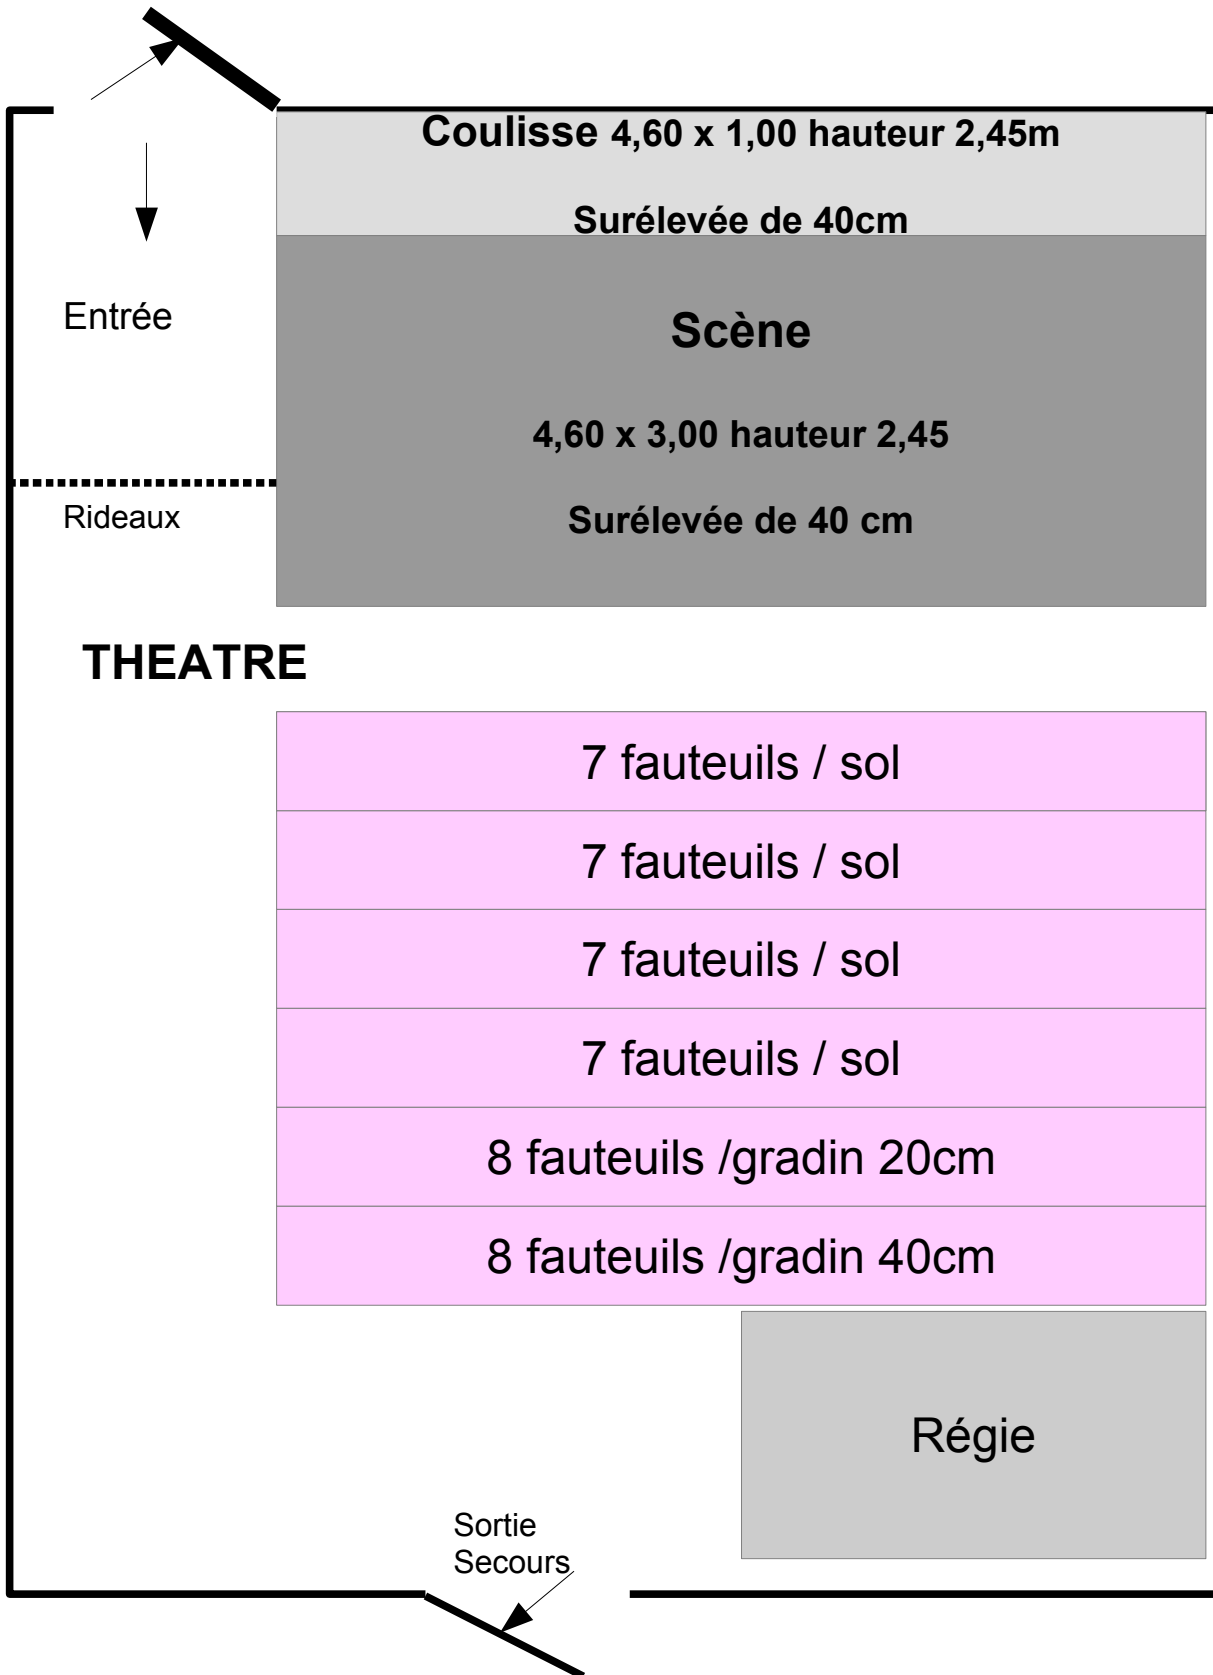 Coulisse 4,60 x 1,00 hauteur 2,45m
Surélevée de 40cm
Entrée
Scène
4,60 x 3,00 hauteur 2,45
Rideaux
Surélevée de 40 cm
THEATRE
7 fauteuils / sol
7 fauteuils / sol
7 fauteuils / sol
7 fauteuils / sol
8 fauteuils /gradin 20cm
8 fauteuils /gradin 40cm
Régie
Sortie
Secours